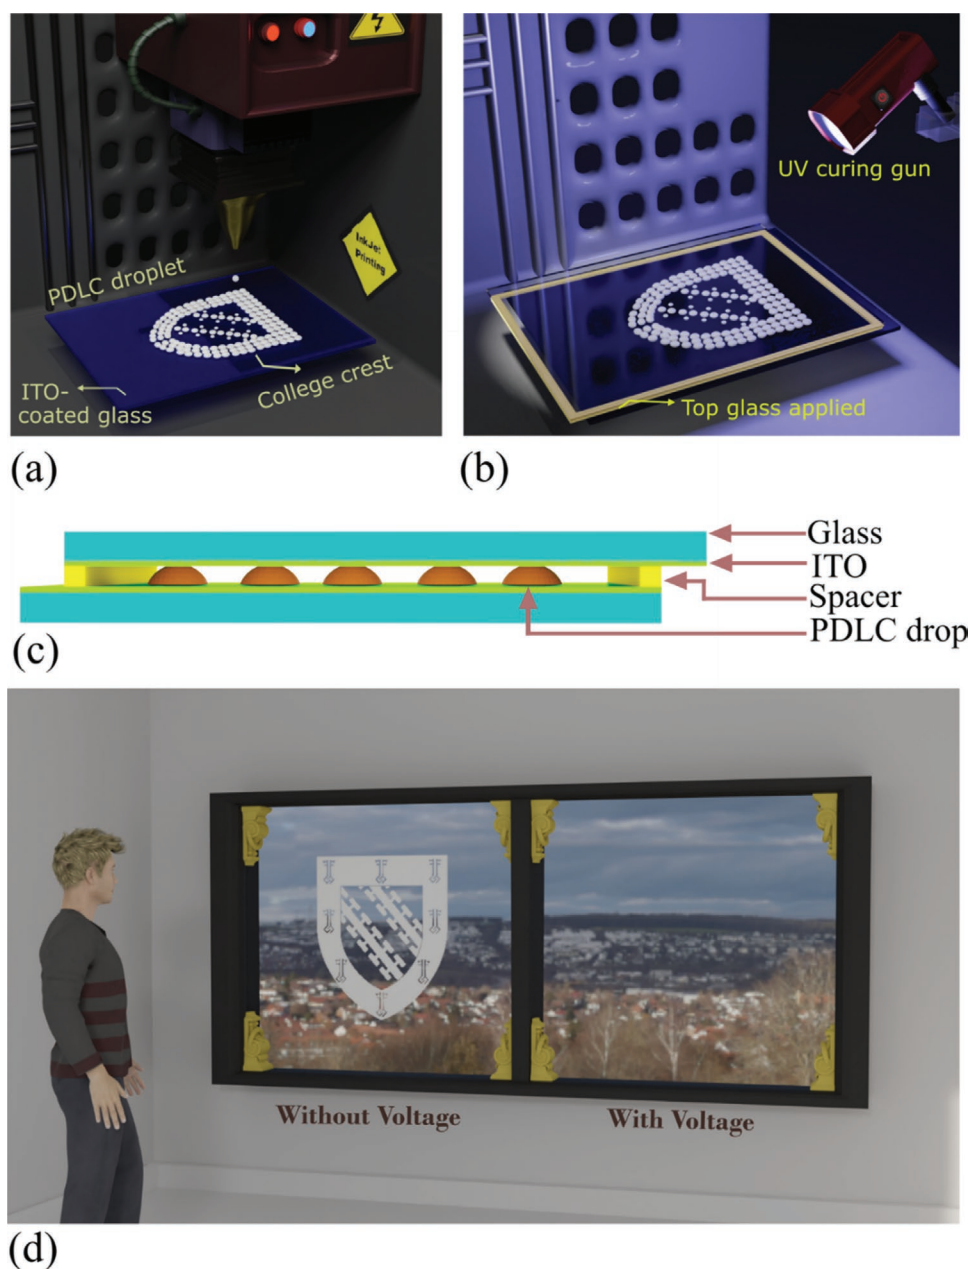 InkJet
Printing
PDLC droplet
ITO-
coated glass
College crest
(a)
UV curing gun
Top glass applied
(b)
Glass
ITO
Spacer
PDLC drop
(c)
Without Voltage
With Voltage
(d)